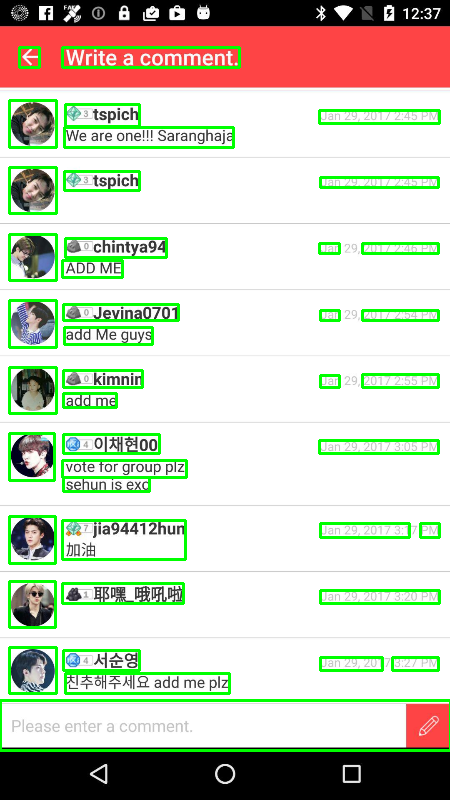 12:37
Write a comment.
3 tspich Jan 29, 2017 2:45 PM
We are one!!! Saranghaja
3 tspich Jan 29, 2017 2:45 PM
0 chintya94 Jan 29, 2017 2:46 PM
ADD ME
0 Jevina0701 Jan 29, 2017 2:54 PM
add Me guys
0 kimnin Jan 29, 2017 2:55 PM
add me
4 이채현00 Jan 29, 2017 3:05 PM
vote for group plz
sehun is exo
7 jia94412hun Jan 29, 2017 3:17 PM
加油
1 耶嘿_哦吼啦 Jan 29, 2017 3:20 PM
4 서순영 Jan 29, 2017 3:27 PM
친추해주세요 add me plz
Please enter a comment.